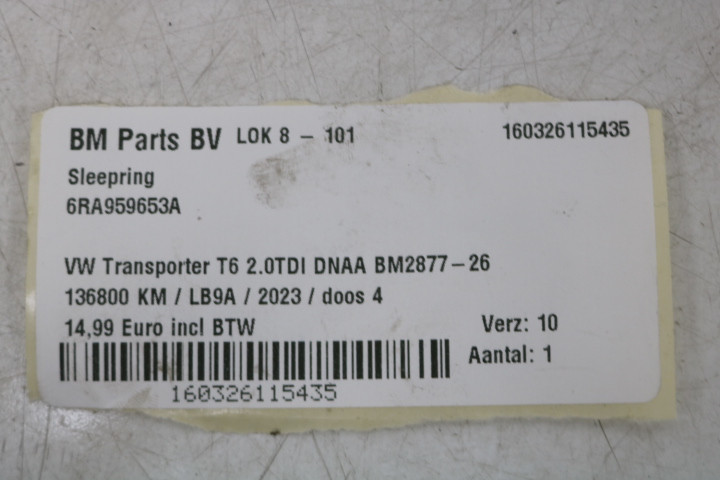 BM Parts BV LOK 8 - 101 160326115435
Sleepring
6RA959653A
VW Transporter T6 2.0TDI DNAA BM2877-26
136800 KM / LB9A / 2023 / doos 4
14,99 Euro incl BTW Verz: 10
Aantal: 1
160326115435